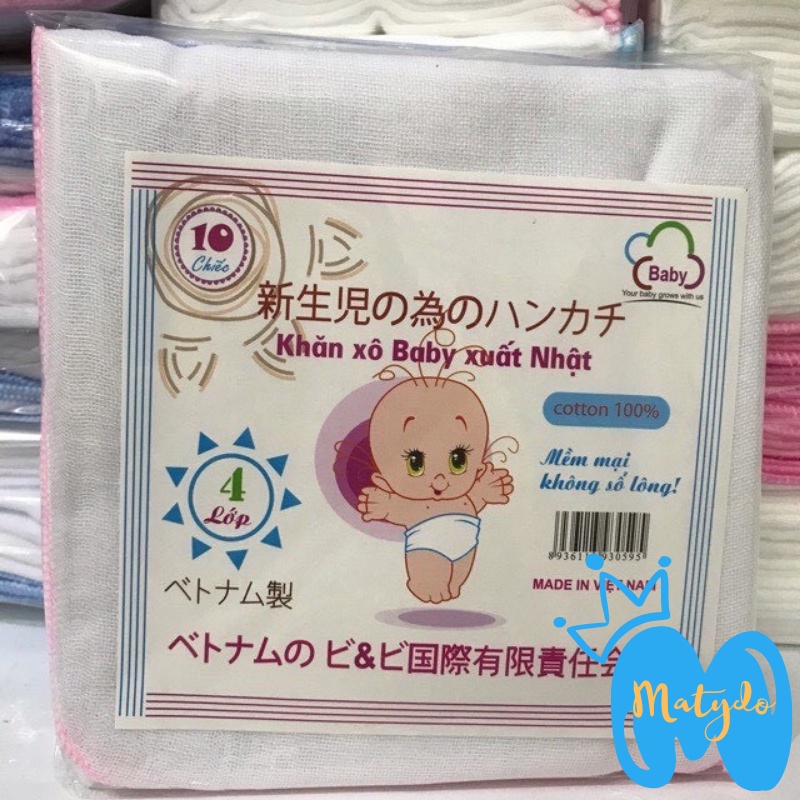 10
Chiếc
Baby
Your baby grows with us
新生児の為のハンカチ
Khăn xô Baby xuất Nhật
cotton 100%
4
Lớp
Mềm mại
không sổ lông!
ベトナム製
MADE IN VIỆT NAM
ベトナムの ビ&ビ国際有限責任会
Matydo